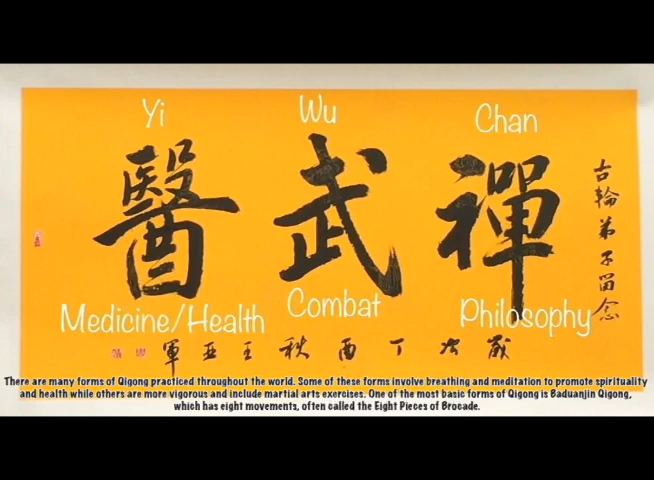 Yi Wu Chan
古輪弟子留念
禪武醫
Medicine/Health Combat Philosophy
歲次丁酉秋王亞軍
There are many forms of Qigong practiced throughout the world. Some of these forms involve breathing and meditation to promote spirituality
and health while others are more vigorous and include martial arts exercises. One of the most basic forms of Qigong is Baduanjin Qigong,
which has eight movements, often called the Eight Pieces of Brocade.